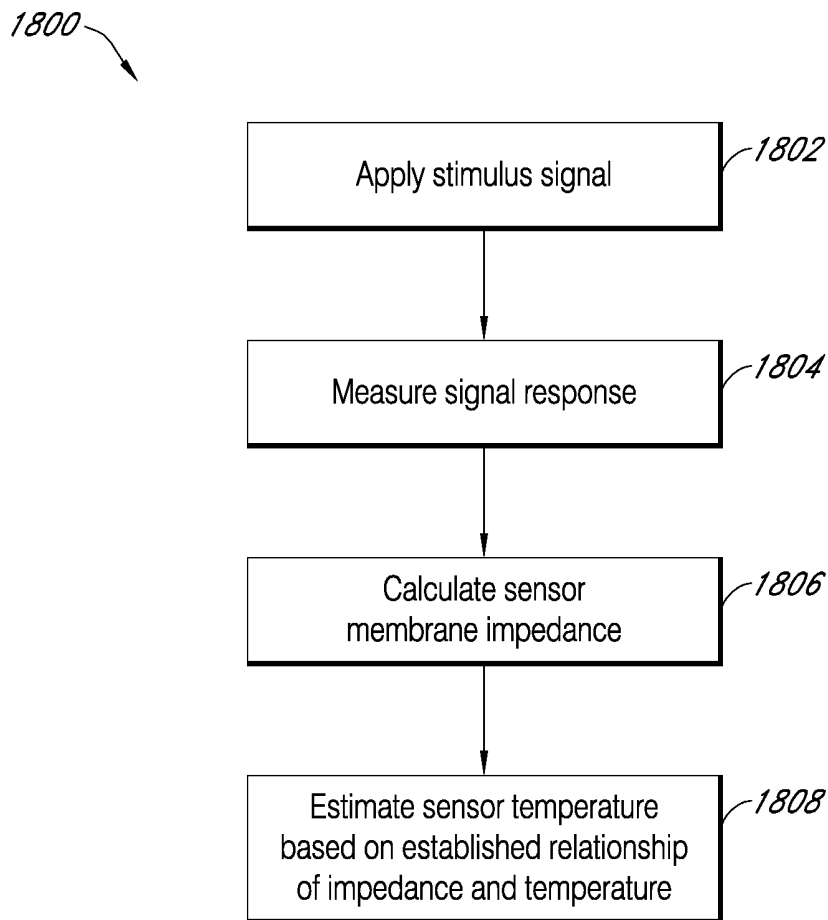 1800
Apply stimulus signal
1802
Measure signal response
1804
Calculate sensor
membrane impedance
1806
Estimate sensor temperature
based on established relationship
of impedance and temperature
1808